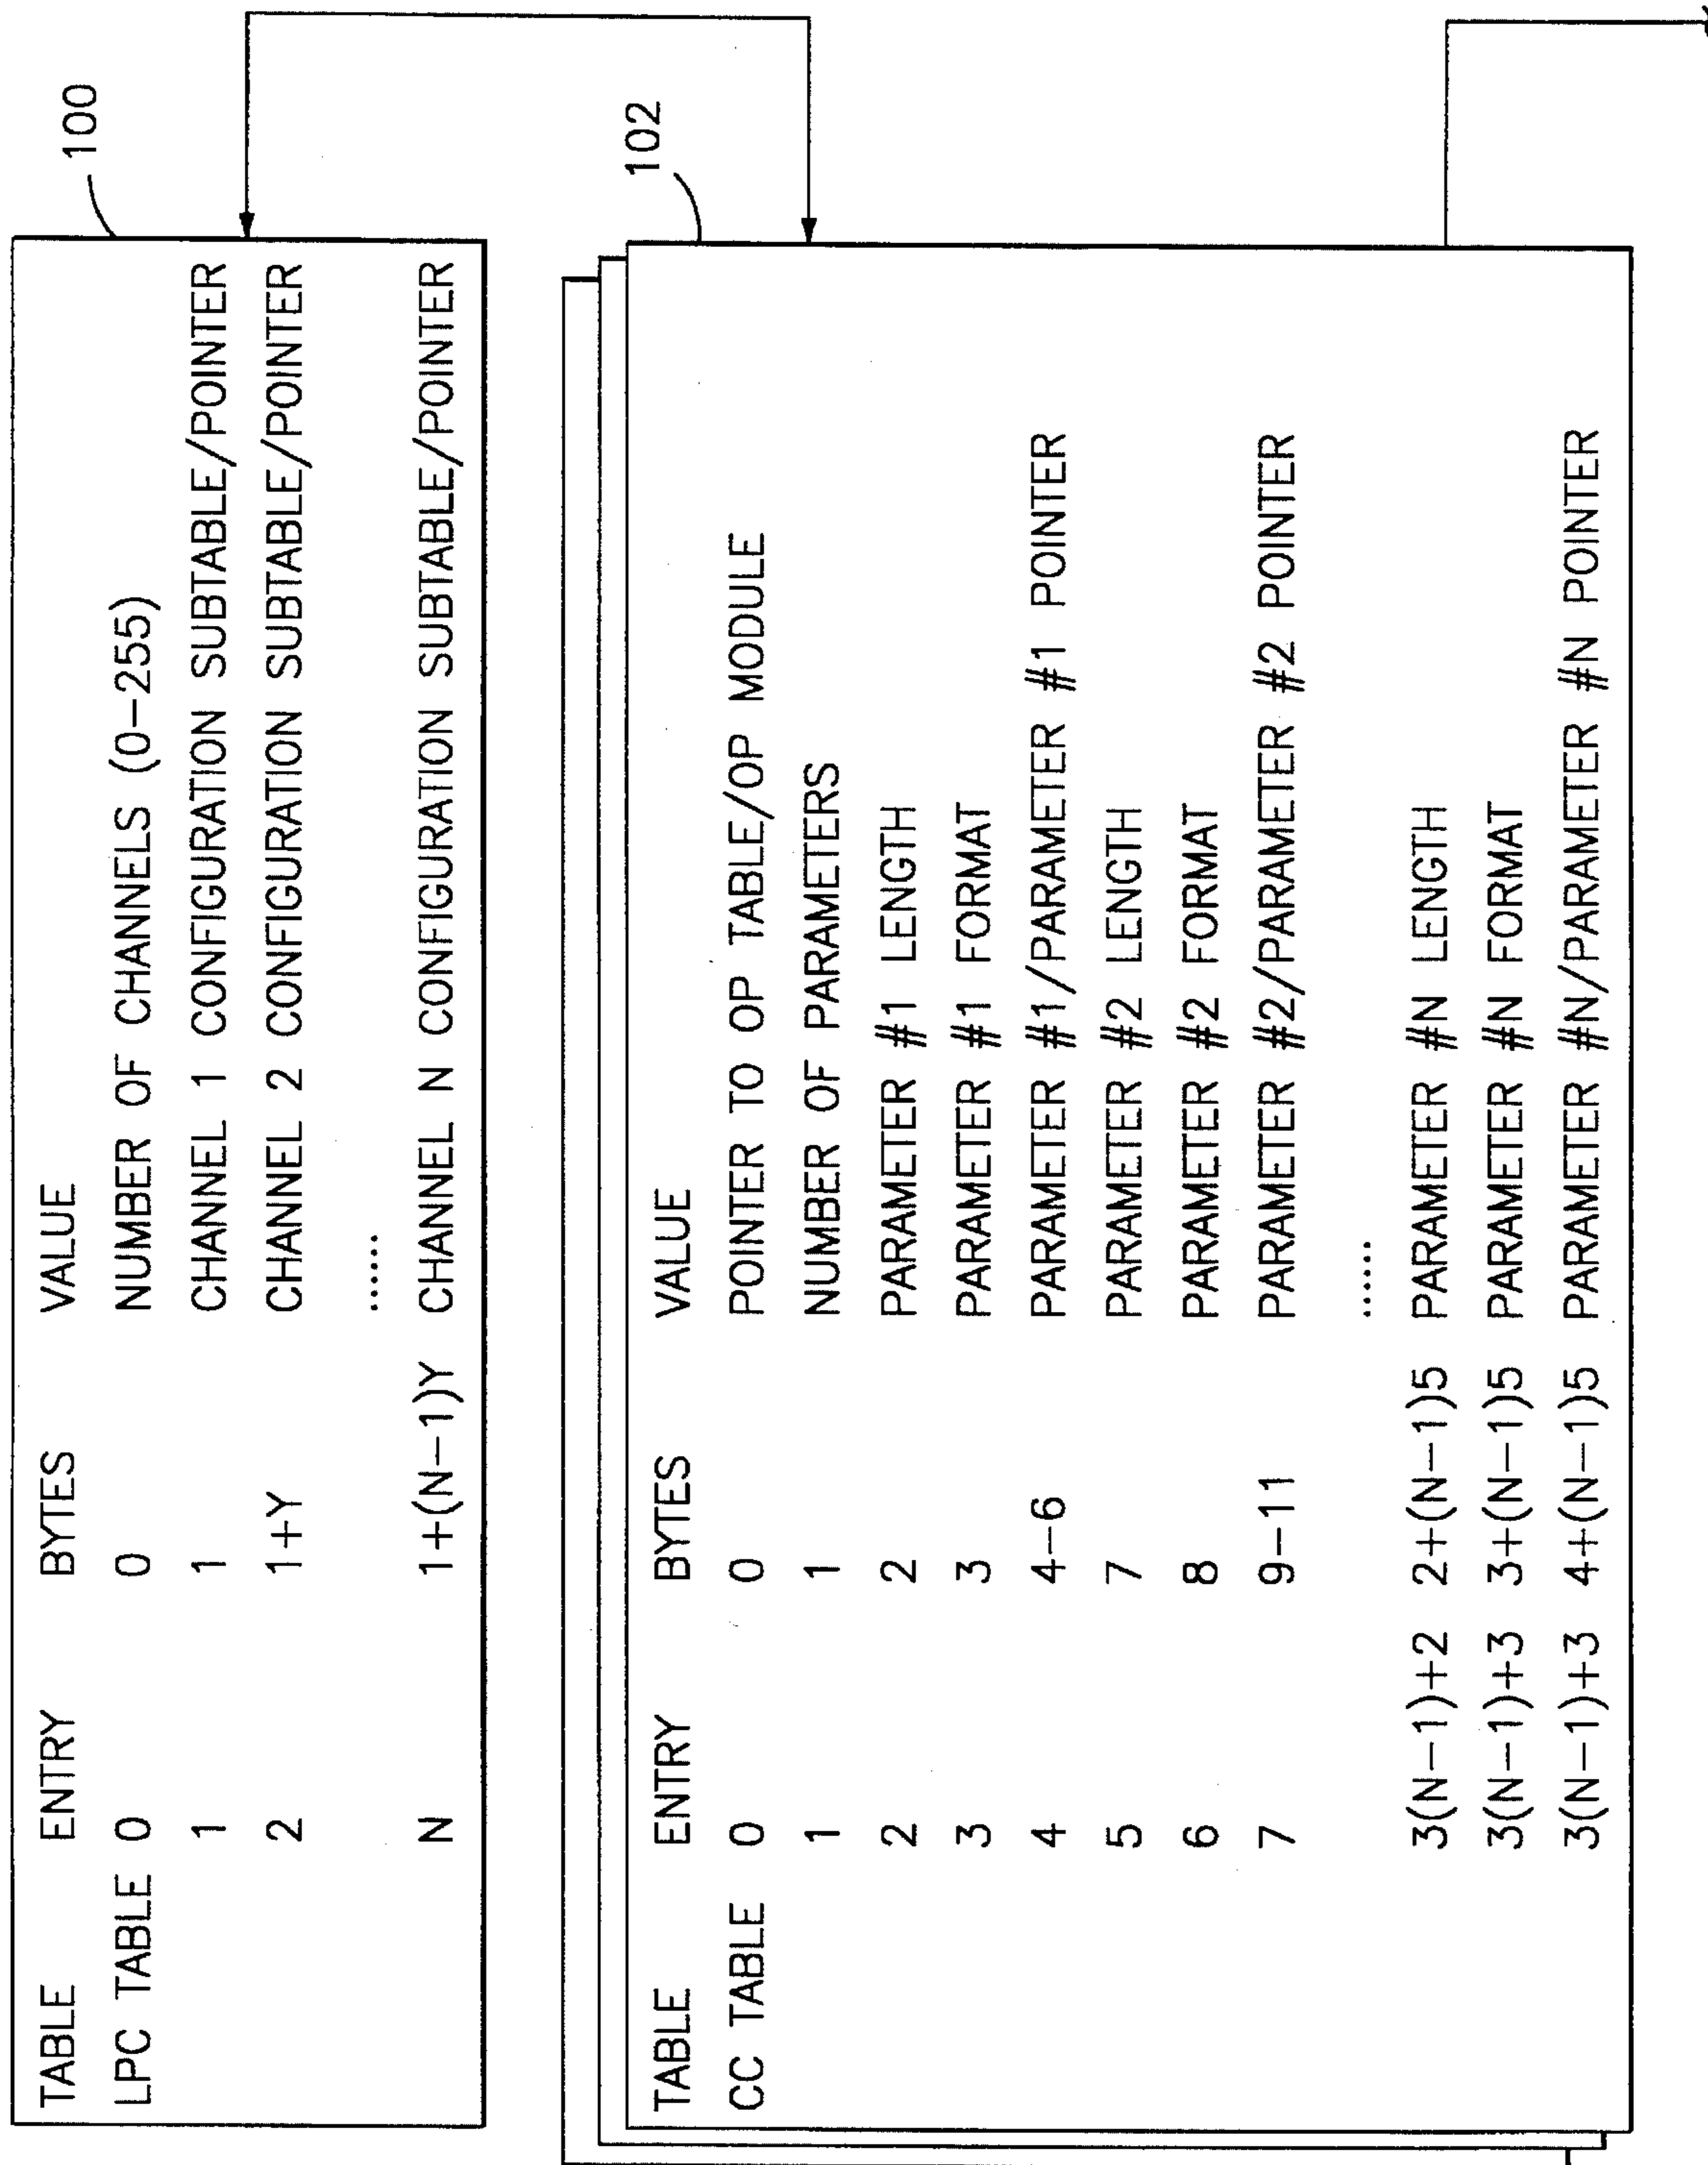 100
TABLE ENTRY BYTES VALUE
LPC TABLE 0 0 NUMBER OF CHANNELS (0-255)
1 1 CHANNEL 1 CONFIGURATION SUBTABLE/POINTER
2 1+Y CHANNEL 2 CONFIGURATION SUBTABLE/POINTER
......
N 1+(N-1)Y CHANNEL N CONFIGURATION SUBTABLE/POINTER
102
TABLE ENTRY BYTES VALUE
CC TABLE 0 0 POINTER TO OP TABLE/OP MODULE
1 1 NUMBER OF PARAMETERS
2 2 PARAMETER #1 LENGTH
3 3 PARAMETER #1 FORMAT
4 4-6 PARAMETER #1/PARAMETER #1 POINTER
5 7 PARAMETER #2 LENGTH
6 8 PARAMETER #2 FORMAT
7 9-11 PARAMETER #2/PARAMETER #2 POINTER
......
3(N-1)+2 2+(N-1)5 PARAMETER #N LENGTH
3(N-1)+3 3+(N-1)5 PARAMETER #N FORMAT
3(N-1)+3 4+(N-1)5 PARAMETER #N/PARAMETER #N POINTER